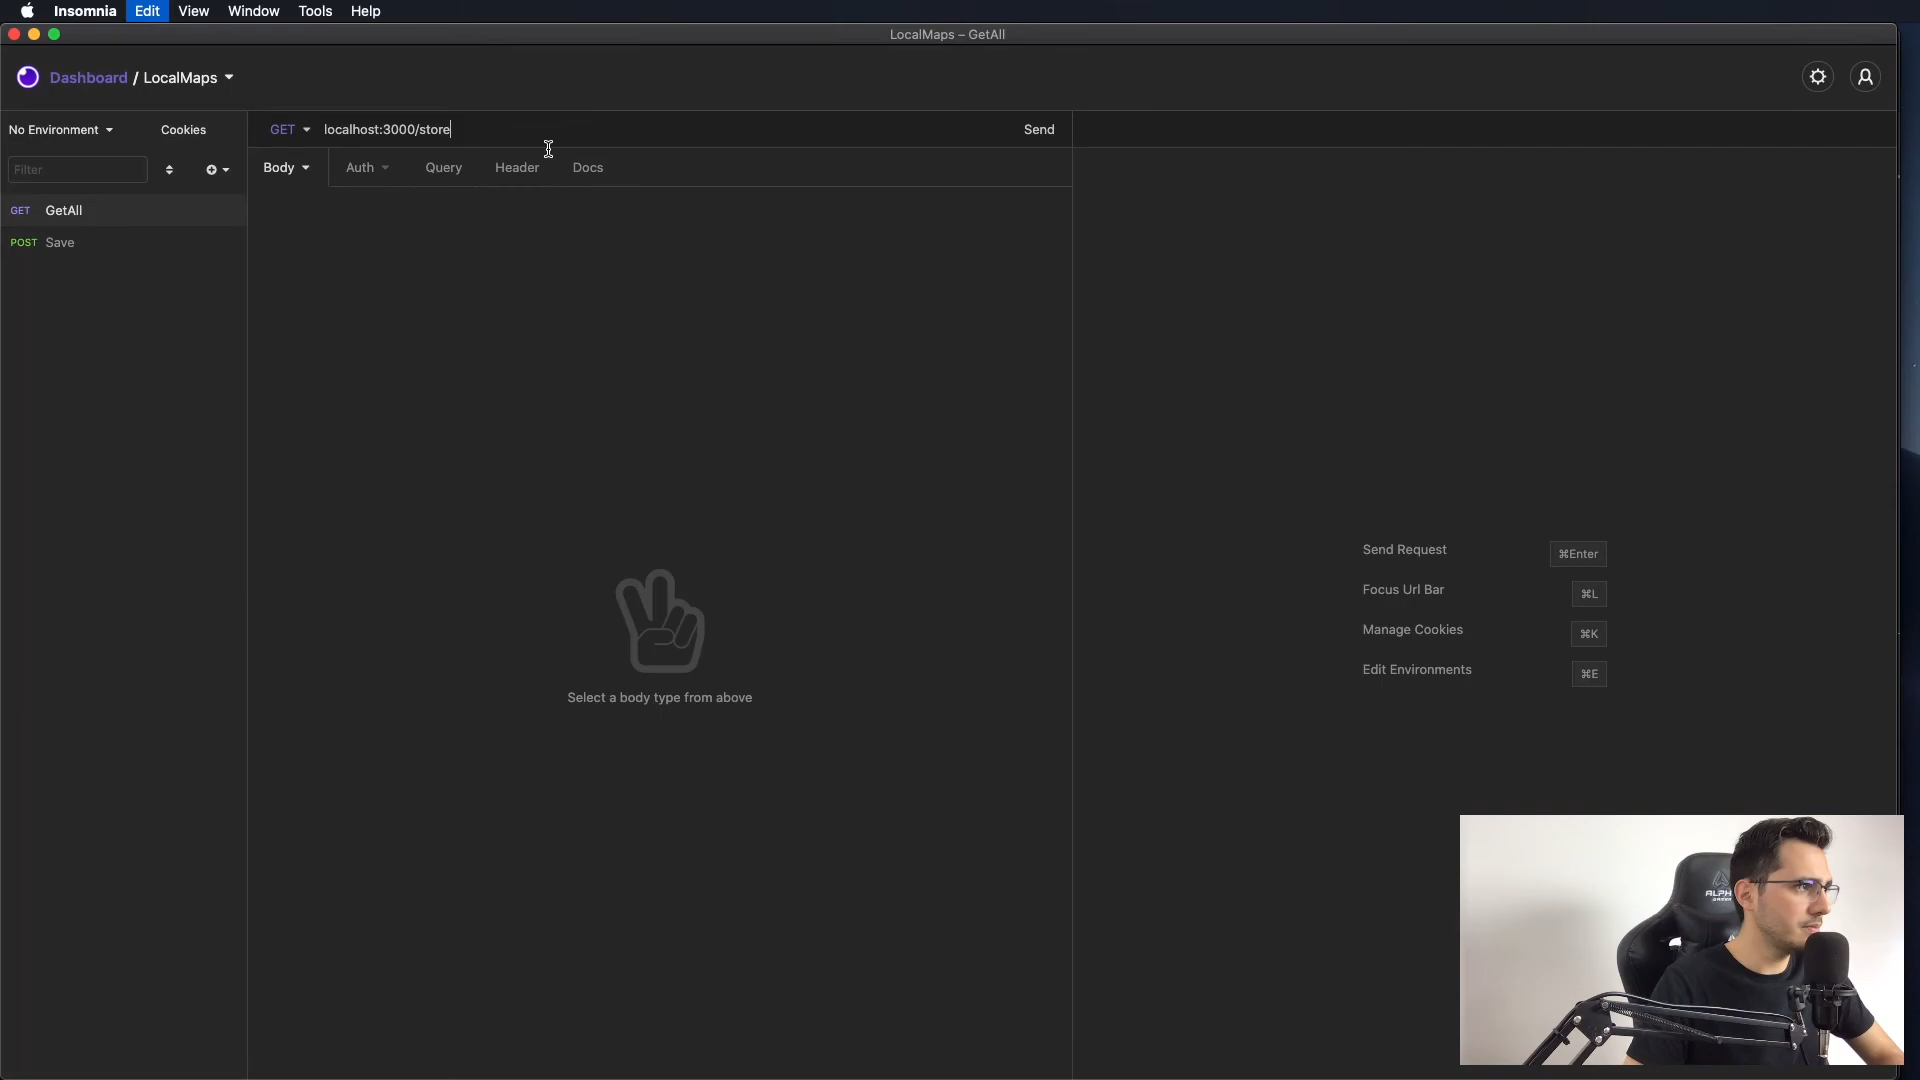 Insomnia Edit View Window Tools Help
LocalMaps – GetAll
Dashboard / LocalMaps
No Environment Cookies
GET localhost:3000/store Send
Filter
Body Auth Query Header Docs
GET GetAll
POST Save
Select a body type from above
Send Request ⌘Enter
Focus Url Bar ⌘L
Manage Cookies ⌘K
Edit Environments ⌘E